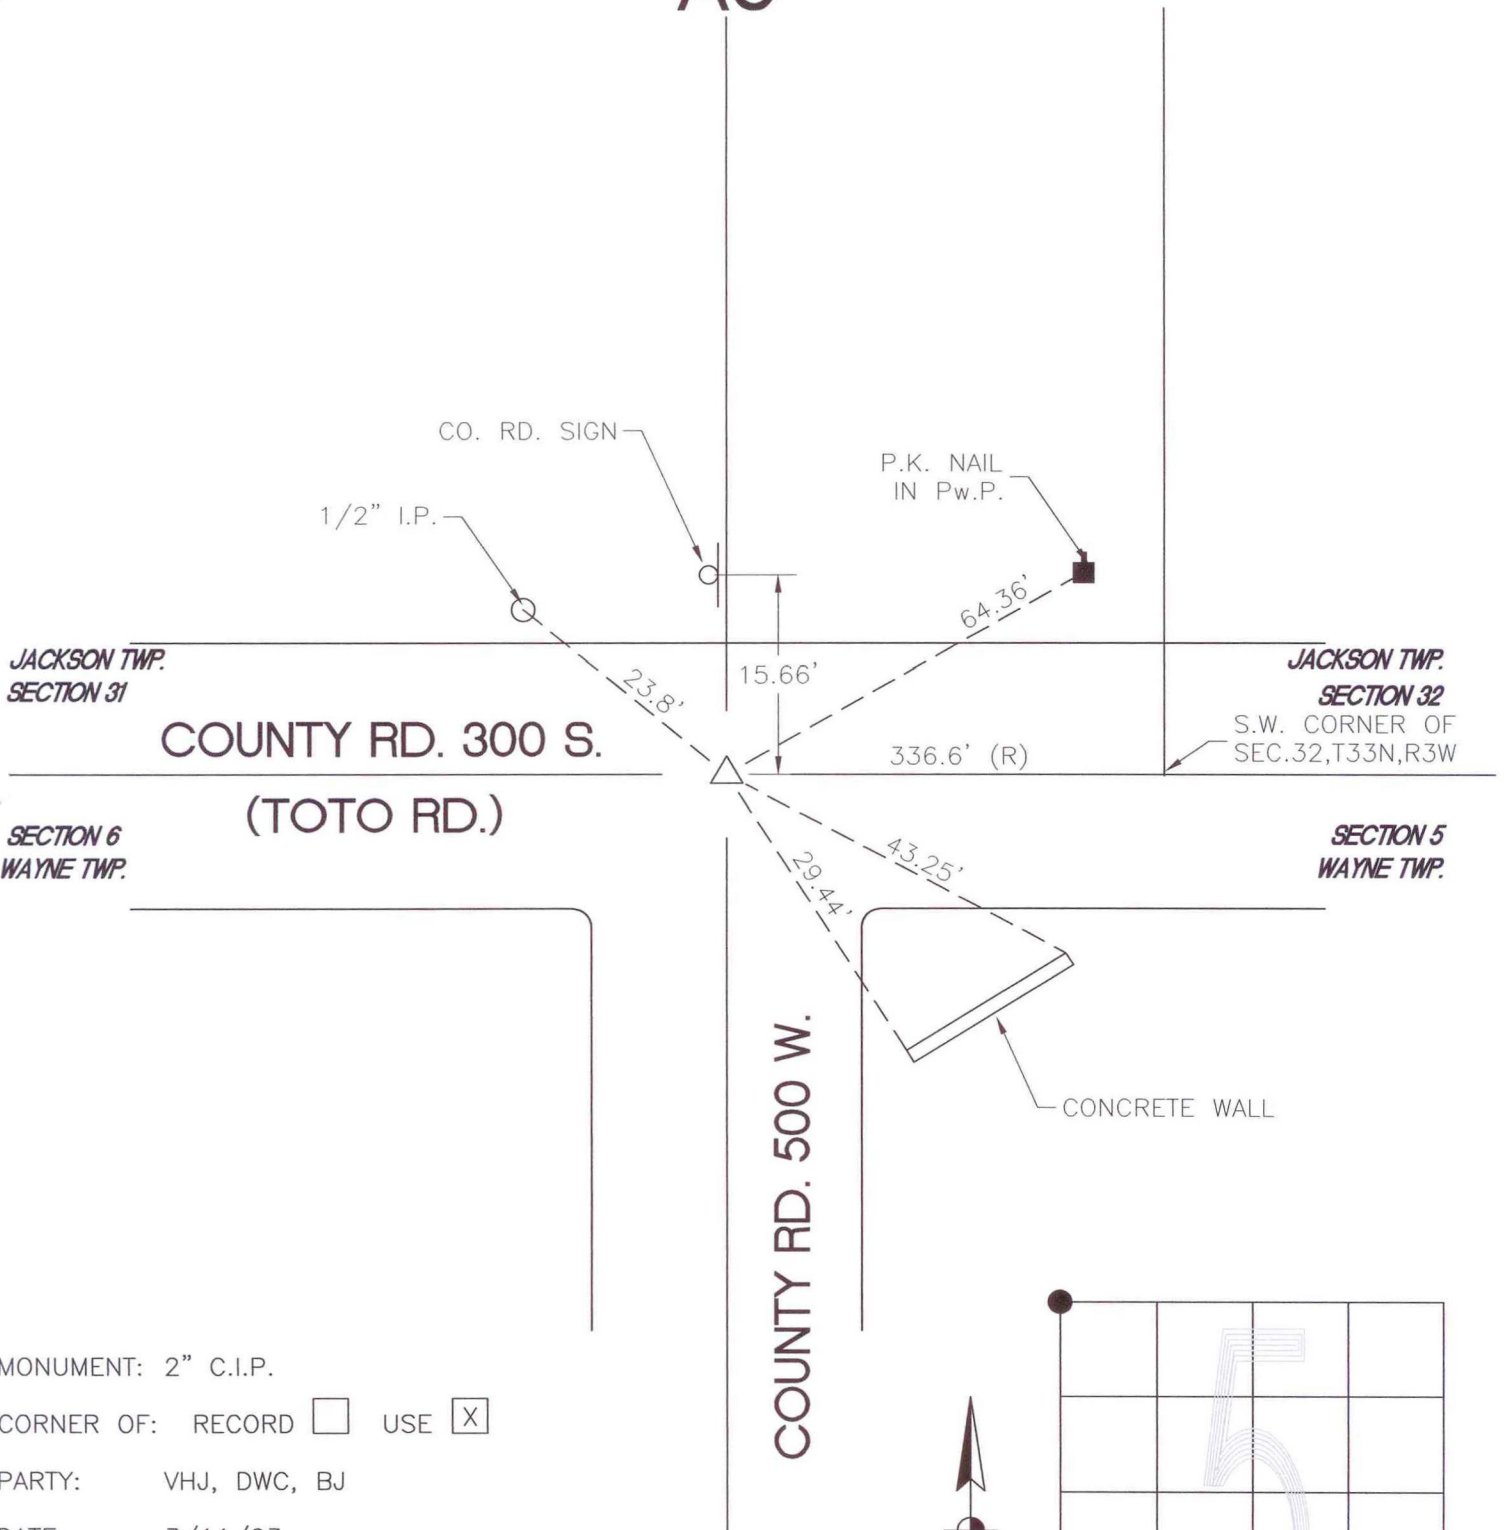 CO. RD. SIGN
P.K. NAIL
IN Pw.P.
1/2" I.P.
64.36'
JACKSON TWP.
SECTION 31
23.8'
15.66'
JACKSON TWP.
SECTION 32
S.W. CORNER OF
SEC.32,T33N,R3W
COUNTY RD. 300 S.
336.6' (R)
(TOTO RD.)
SECTION 6
WAYNE TWP.
43.25'
29.44'
SECTION 5
WAYNE TWP.
COUNTY RD. 500 W.
CONCRETE WALL
MONUMENT: 2" C.I.P.
CORNER OF: RECORD USE X
PARTY: VHJ, DWC, BJ
5